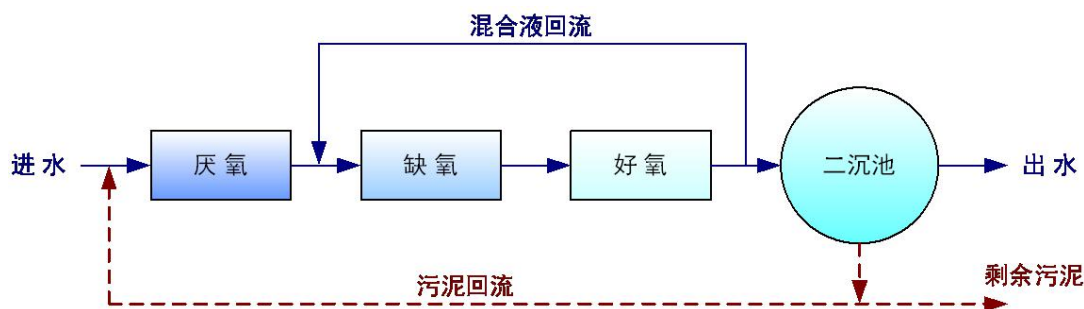 混合液回流
进水
厌氧
缺氧
好氧
二沉池
出水
污泥回流
剩余污泥